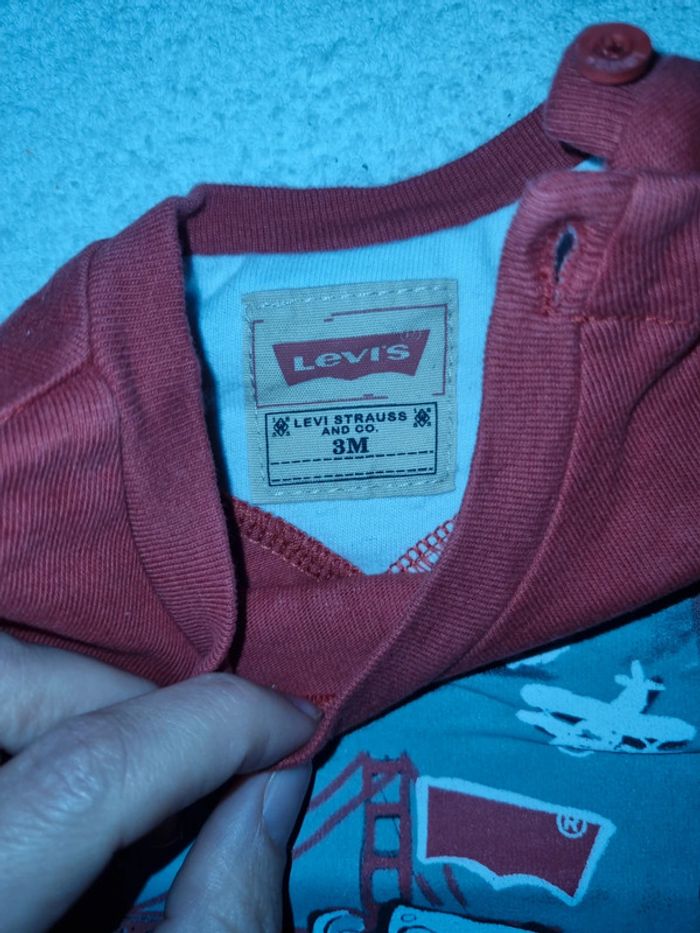 Levi's
LEVI STRAUSS
AND CO.
3M
®